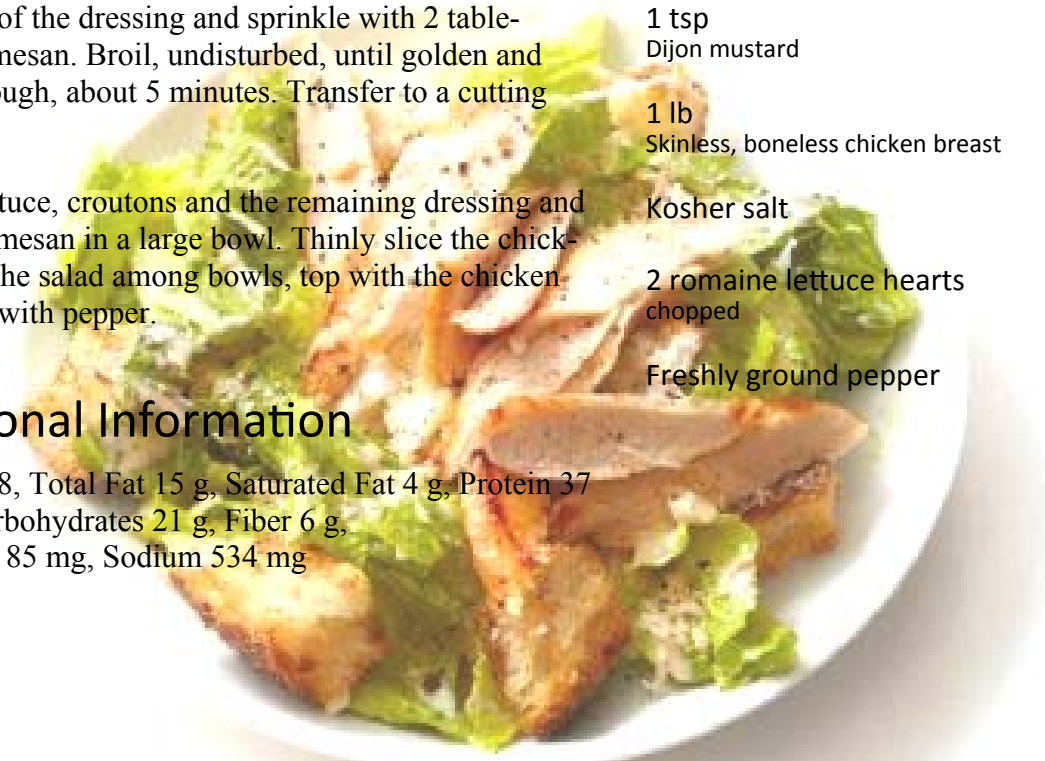 of the dressing and sprinkle with 2 table-
mesan. Broil, undisturbed, until golden and
ough, about 5 minutes. Transfer to a cutting
tuce, croutons and the remaining dressing and
mesan in a large bowl. Thinly slice the chick-
he salad among bowls, top with the chicken
with pepper.
onal Information
8, Total Fat 15 g, Saturated Fat 4 g, Protein 37
rbohydrates 21 g, Fiber 6 g,
85 mg, Sodium 534 mg
1 tsp
Dijon mustard
1 lb
Skinless, boneless chicken breast
Kosher salt
2 romaine lettuce hearts
chopped
Freshly ground pepper